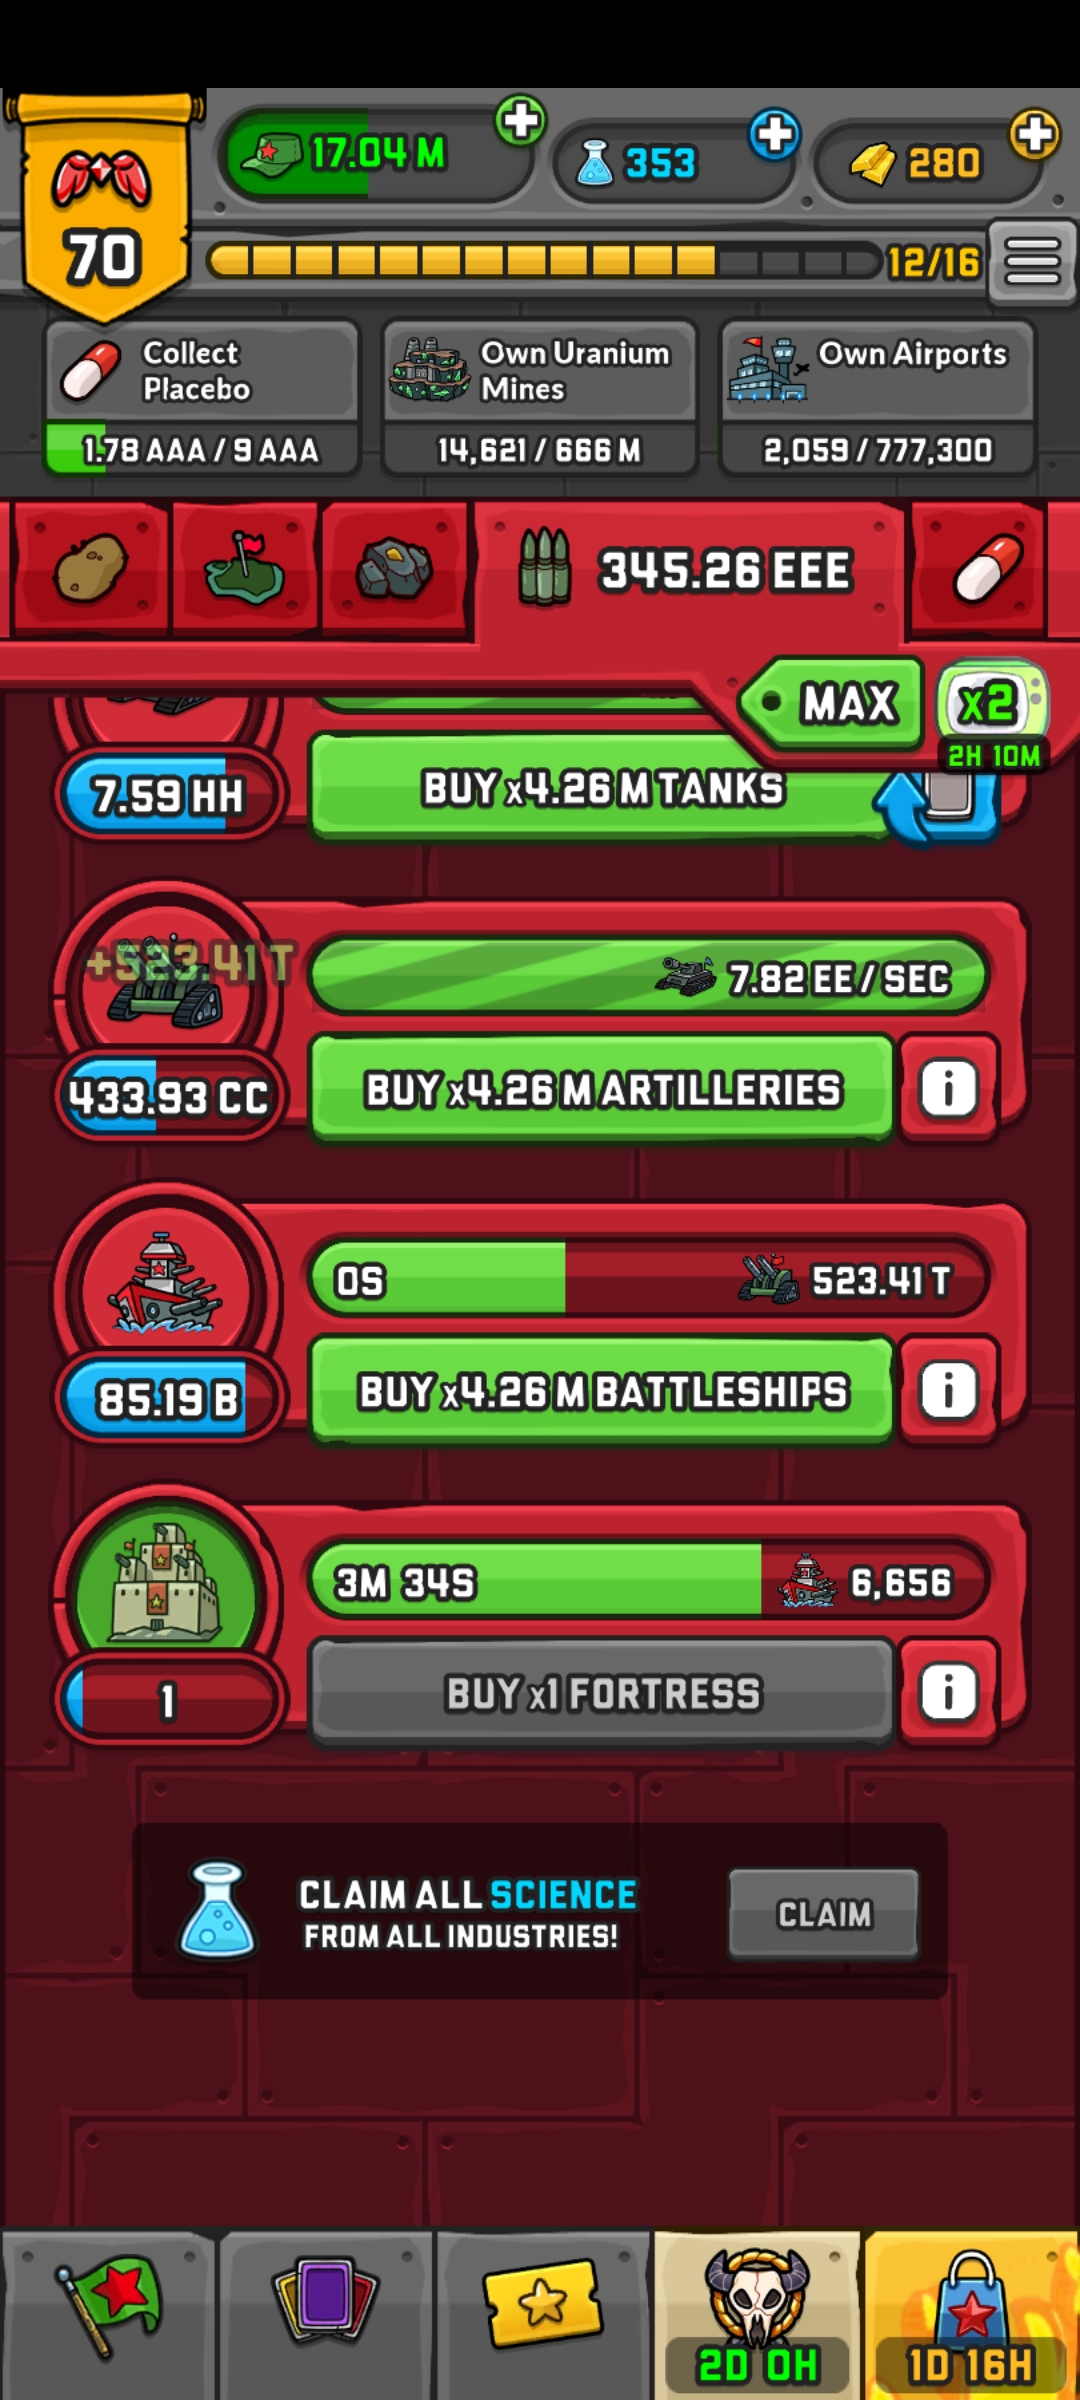 17.04 M
353
280
70
12/16
Collect
Placebo
1.78 AAA / 9 AAA
Own Uranium
Mines
14,621 / 666 M
Own Airports
2,059 / 777,300
345.26 EEE
MAX
x2
2H 10M
7.59 HH
BUY x4.26 M TANKS
+523.41 T
7.82 EE / SEC
433.93 CC
BUY x4.26 M ARTILLERIES
i
0S
523.41 T
85.19 B
BUY x4.26 M BATTLESHIPS
i
3M 34S
6,656
1
BUY x1 FORTRESS
i
CLAIM ALL SCIENCE
FROM ALL INDUSTRIES!
CLAIM
2D 0H
1D 16H